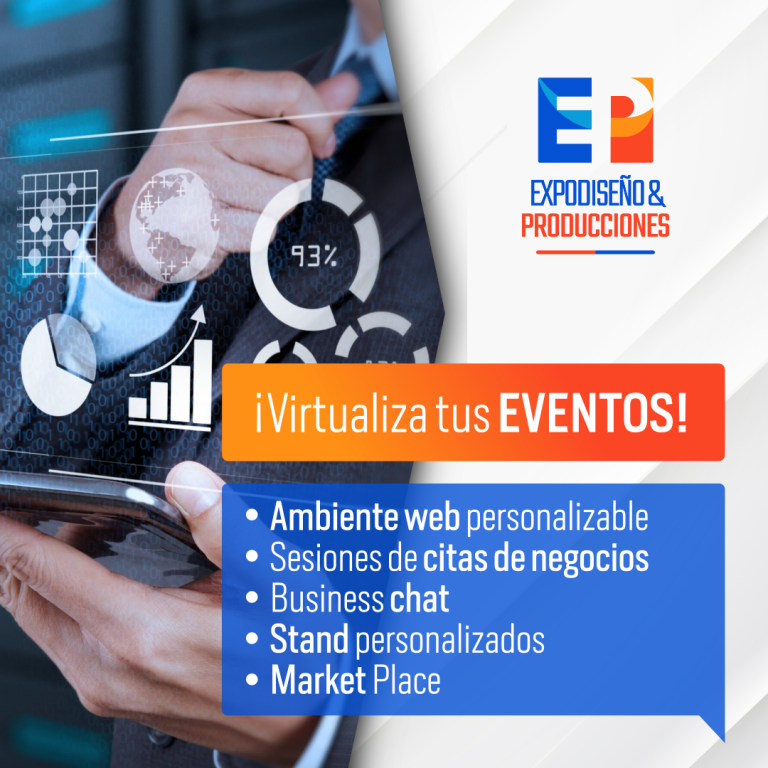 EP
EXPODISEÑO &
PRODUCCIONES
93%
¡Virtualiza tus EVENTOS!
• Ambiente web personalizable
• Sesiones de citas de negocios
• Business chat
• Stand personalizados
• Market Place